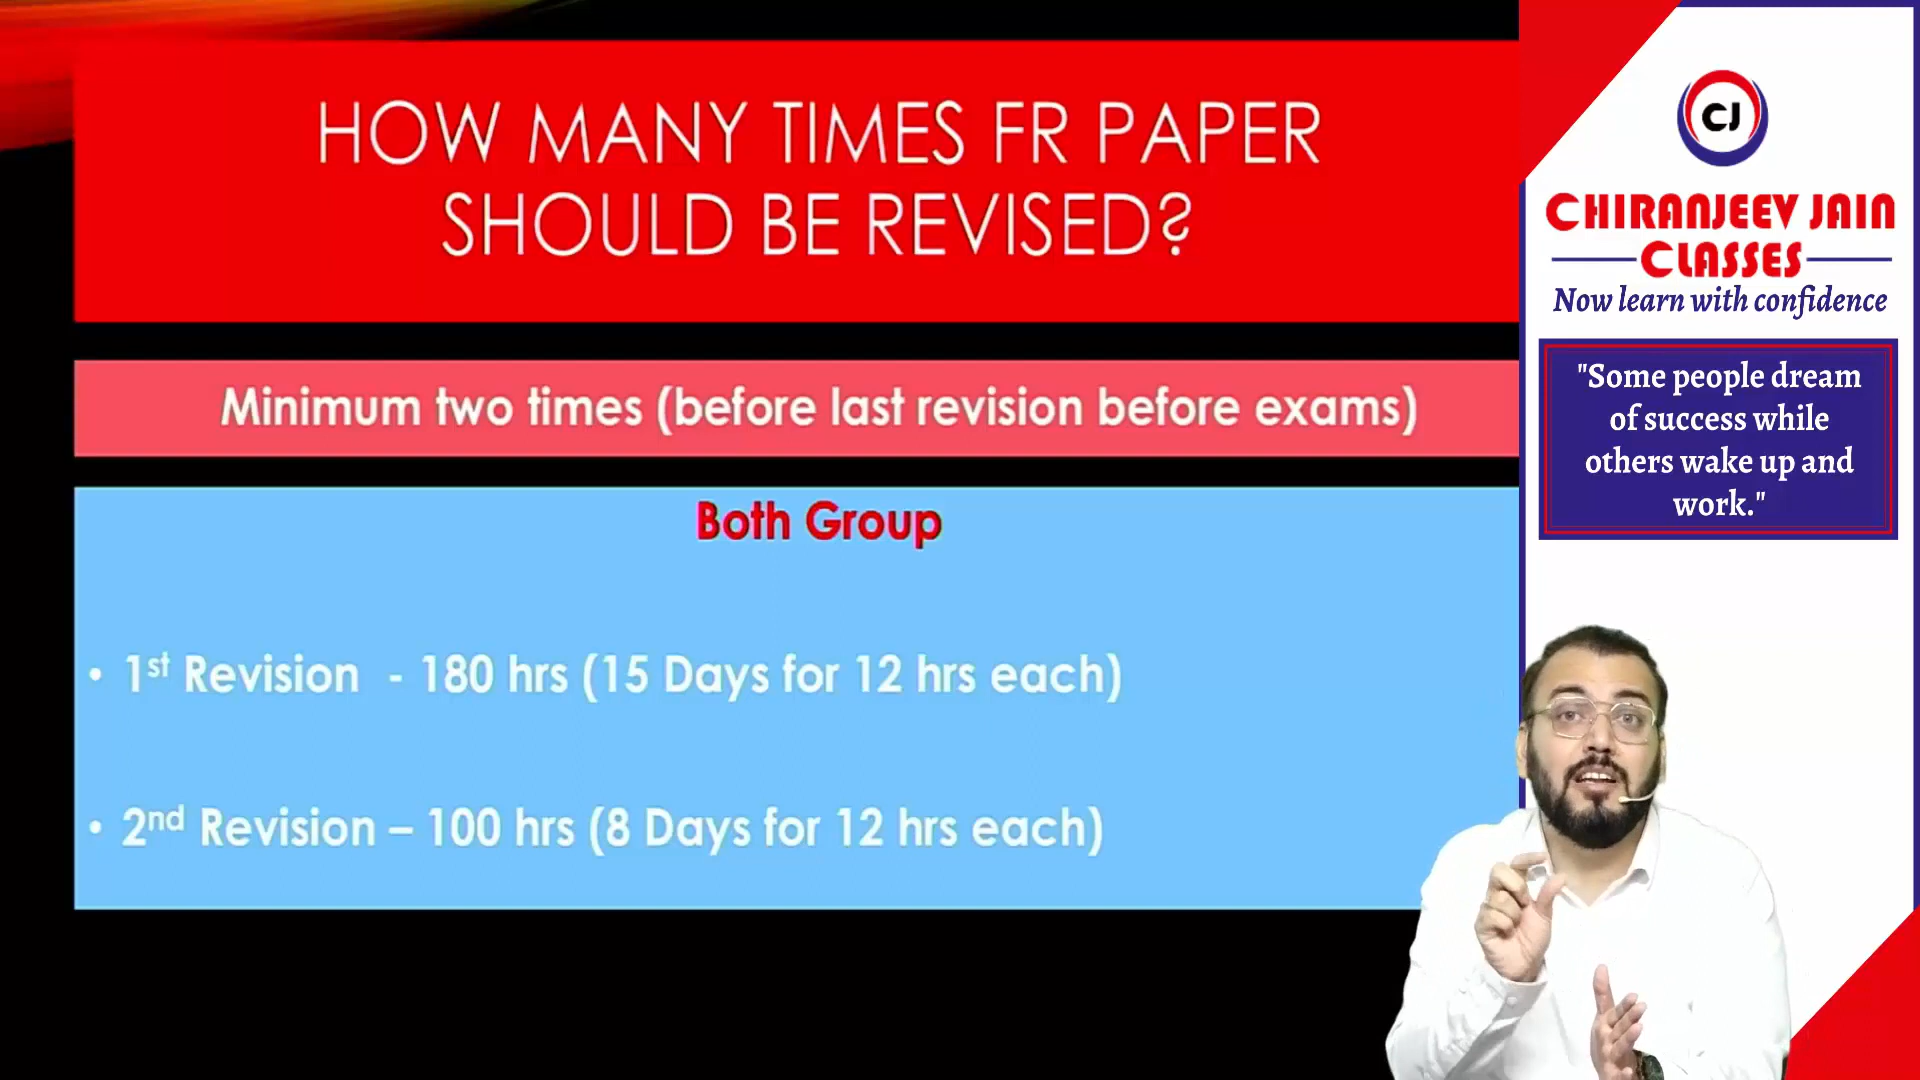 HOW MANY TIMES FR PAPER
SHOULD BE REVISED?
Minimum two times (before last revision before exams)
Both Group
• 1st Revision - 180 hrs (15 Days for 12 hrs each)
• 2nd Revision – 100 hrs (8 Days for 12 hrs each)
CJ
CHIRANJEEV JAIN
CLASSES
Now learn with confidence
"Some people dream
of success while
others wake up and
work."